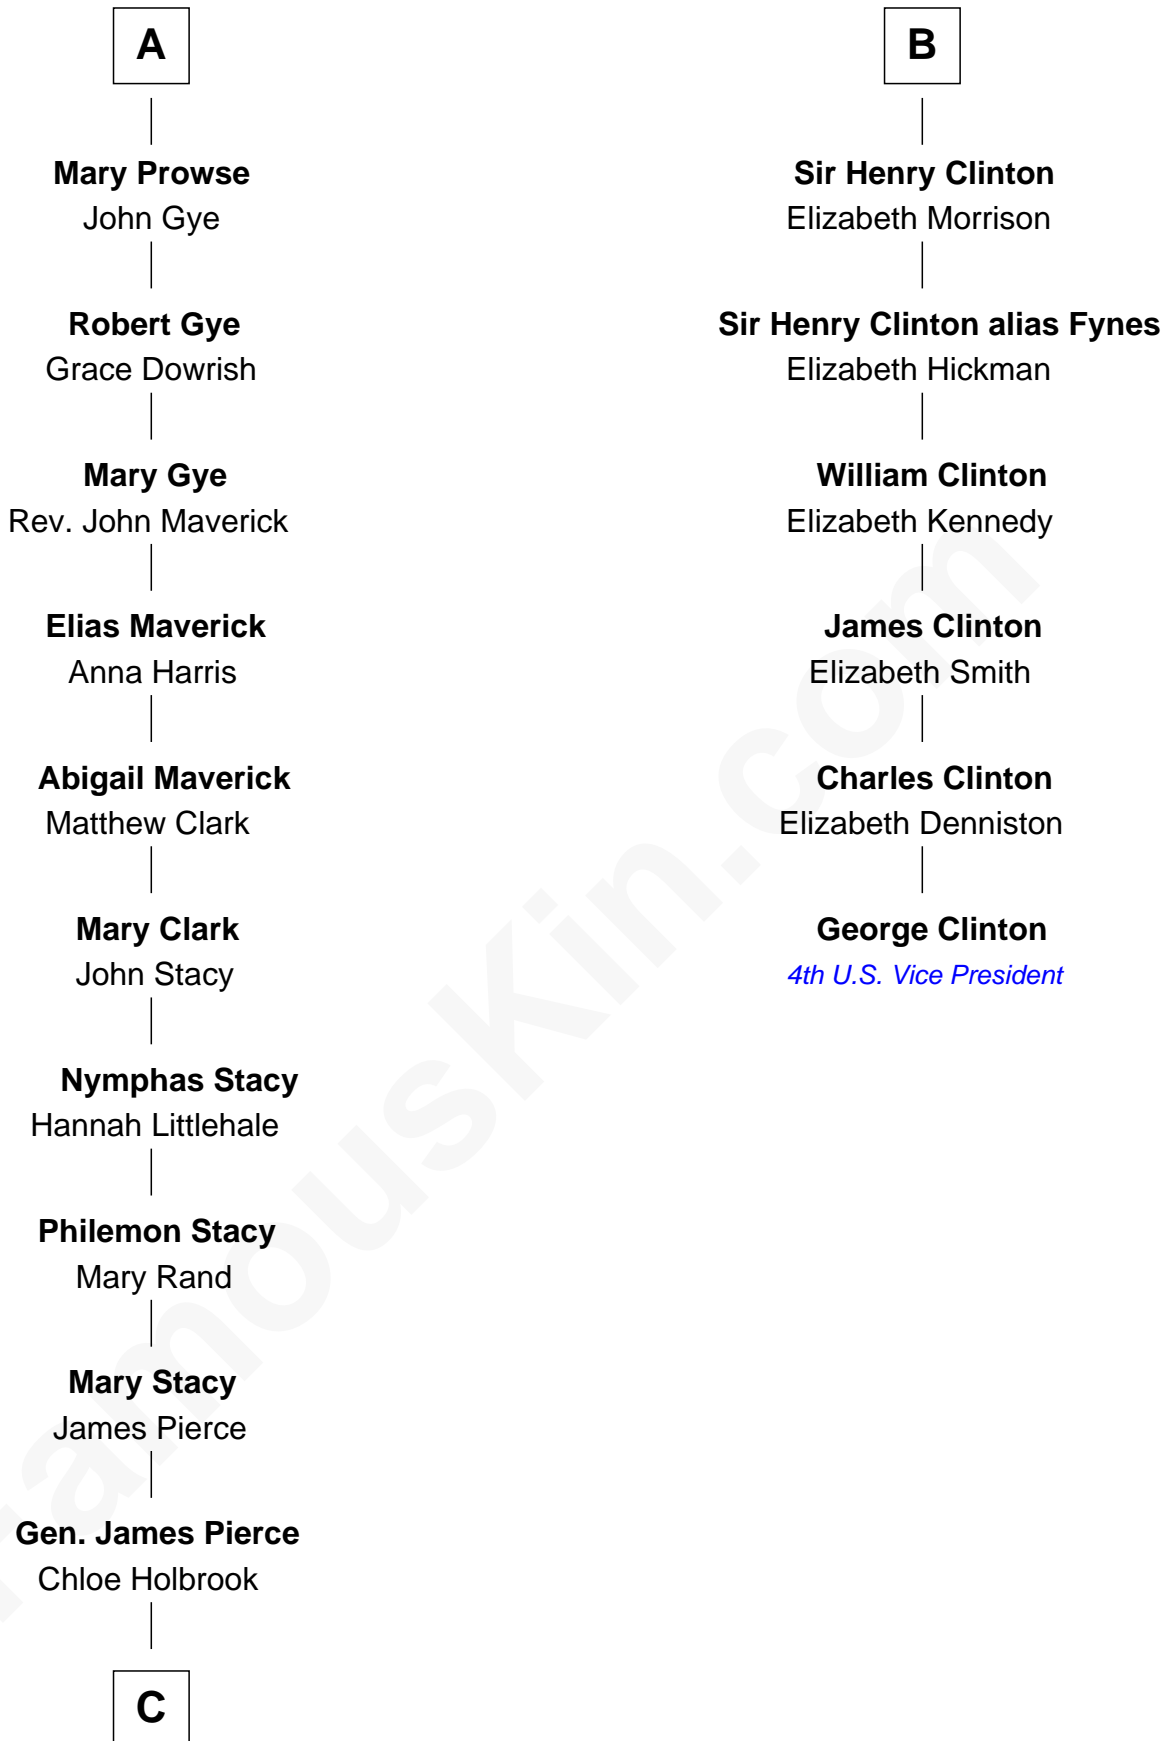 A
Mary Prowse
John Gye
Robert Gye
Grace Dowrish
Mary Gye
Rev. John Maverick
Elias Maverick
Anna Harris
Abigail Maverick
Matthew Clark
Mary Clark
John Stacy
Nymphas Stacy
Hannah Littlehale
Philemon Stacy
Mary Rand
Mary Stacy
James Pierce
Gen. James Pierce
Chloe Holbrook
C
B
Sir Henry Clinton
Elizabeth Morrison
Sir Henry Clinton alias Fynes
Elizabeth Hickman
William Clinton
Elizabeth Kennedy
James Clinton
Elizabeth Smith
Charles Clinton
Elizabeth Denniston
George Clinton
4th U.S. Vice President
FamousKin.com